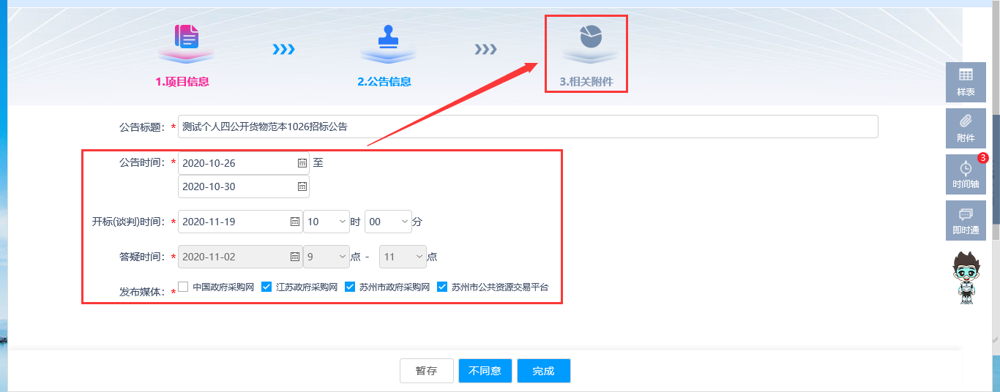 1.项目信息
2.公告信息
3.相关附件
样表
附件
3
时间轴
即时通
公告标题：* 测试个人四公开货物范本1026招标公告
公告时间：* 2020-10-26 至
2020-10-30
开标(谈判)时间：* 2020-11-19 10 时 00 分
答疑时间：* 2020-11-02 9 点 - 11 点
发布媒体：* 中国政府采购网 江苏政府采购网 苏州市政府采购网 苏州市公共资源交易平台
暂存 不同意 完成